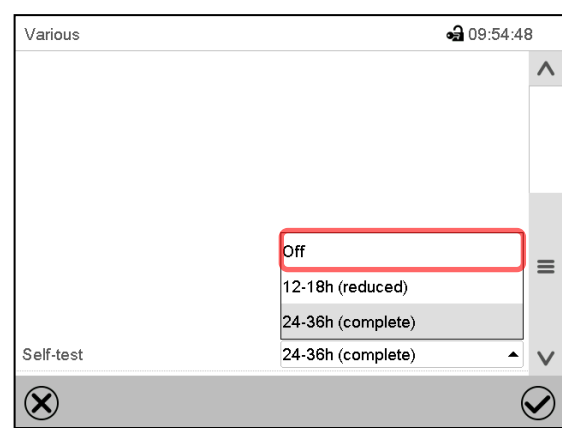 Various 09:54:48
Off
12-18h (reduced)
24-36h (complete)
Self-test 24-36h (complete)